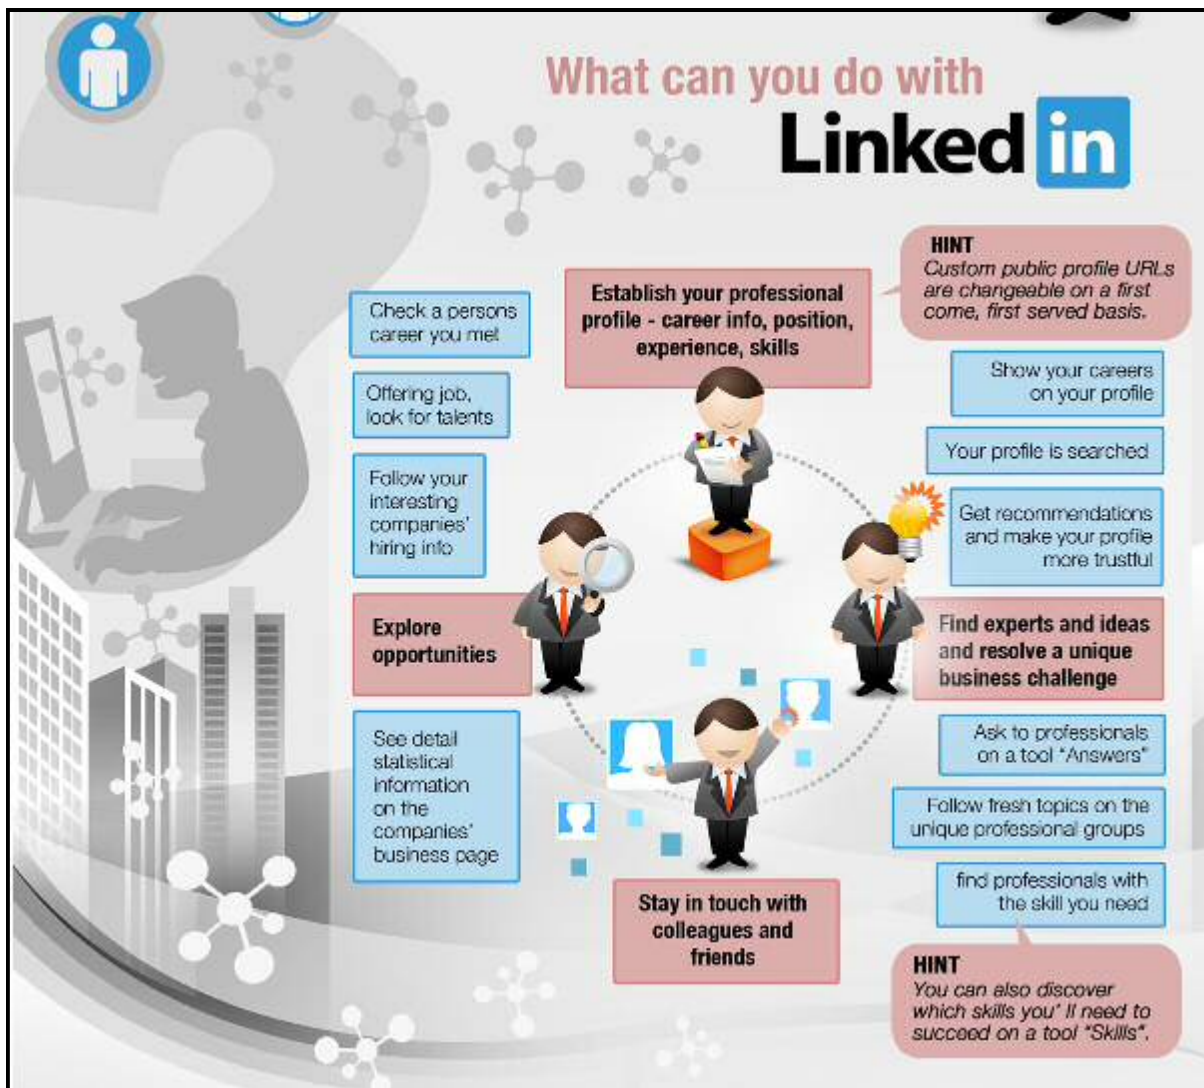 What can you do with
Linked in
HINT
Custom public profile URLs
are changeable on a first
come, first served basis.
Establish your professional
profile - career info, position,
experience, skills
Check a persons
career you met
Offering job,
look for talents
Follow your
interesting
companies'
hiring info
Explore
opportunities
See detail
statistical
information
on the
companies'
business page
Show your careers
on your profile
Your profile is searched
Get recommendations
and make your profile
more trustful
Find experts and ideas
and resolve a unique
business challenge
Ask to professionals
on a tool "Answers"
Follow fresh topics on the
unique professional groups
find professionals with
the skill you need
Stay in touch with
colleagues and
friends
HINT
You can also discover
which skills you' ll need to
succeed on a tool "Skills".